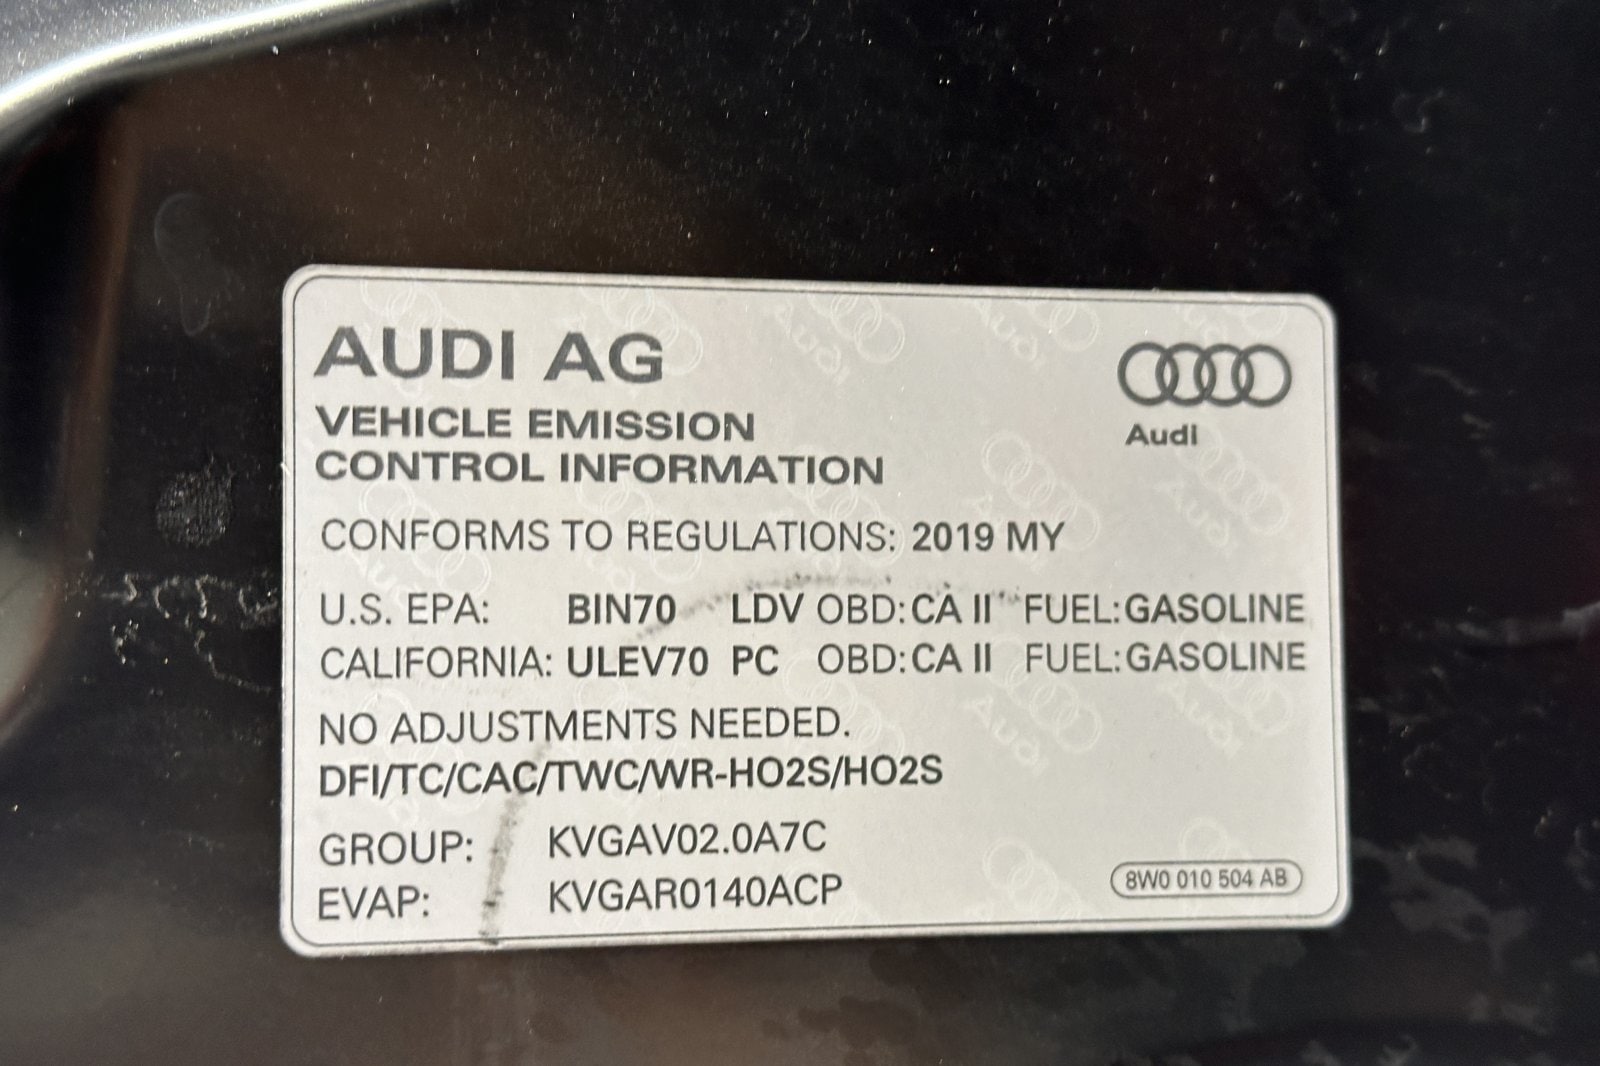 AUDI AG
Audi
VEHICLE EMISSION
CONTROL INFORMATION
CONFORMS TO REGULATIONS: 2019 MY
U.S. EPA: BIN70 LDV OBD: CA II FUEL: GASOLINE
CALIFORNIA: ULEV70 PC OBD: CA II FUEL: GASOLINE
NO ADJUSTMENTS NEEDED.
DFI/TC/CAC/TWC/WR-HO2S/HO2S
GROUP: KVGAV02.0A7C
EVAP: KVGAR0140ACP
8W0 010 504 AB